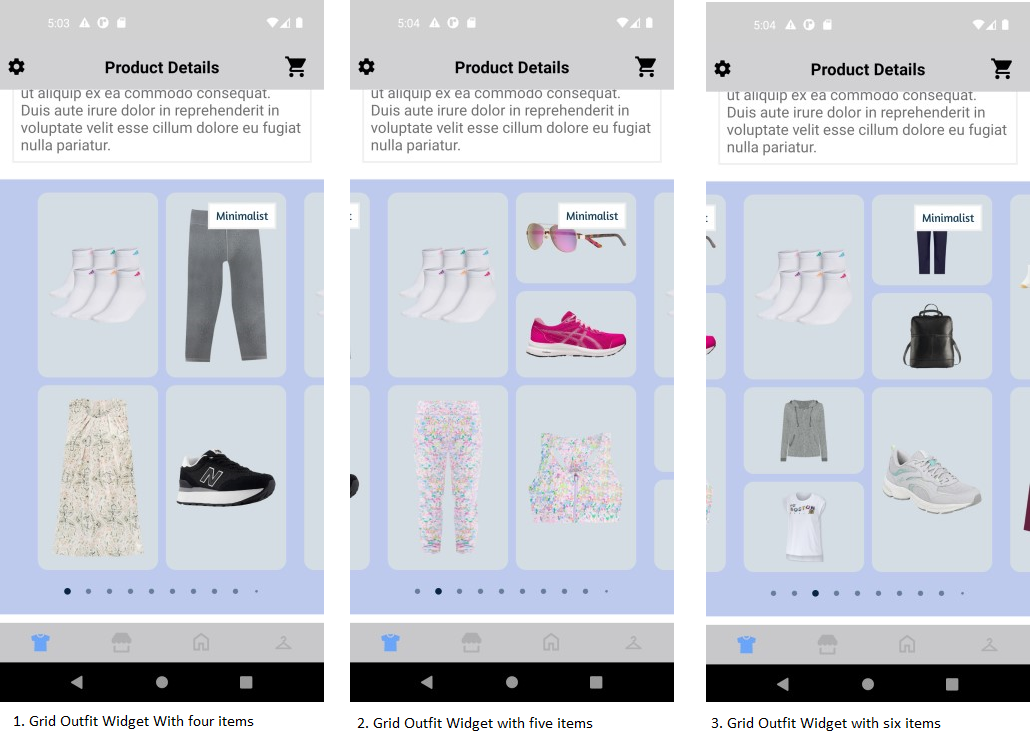 5:03
Product Details
ut aliquip ex ea commodo consequat.
Duis aute irure dolor in reprehenderit in
voluptate velit esse cillum dolore eu fugiat
nulla pariatur.
Minimalist
N
1. Grid Outfit Widget With four items
5:04
Product Details
ut aliquip ex ea commodo consequat.
Duis aute irure dolor in reprehenderit in
voluptate velit esse cillum dolore eu fugiat
nulla pariatur.
t
Minimalist
2. Grid Outfit Widget with five items
5:04
Product Details
ut aliquip ex ea commodo consequat.
Duis aute irure dolor in reprehenderit in
voluptate velit esse cillum dolore eu fugiat
nulla pariatur.
t
Minimalist
BOSTON
3. Grid Outfit Widget with six items